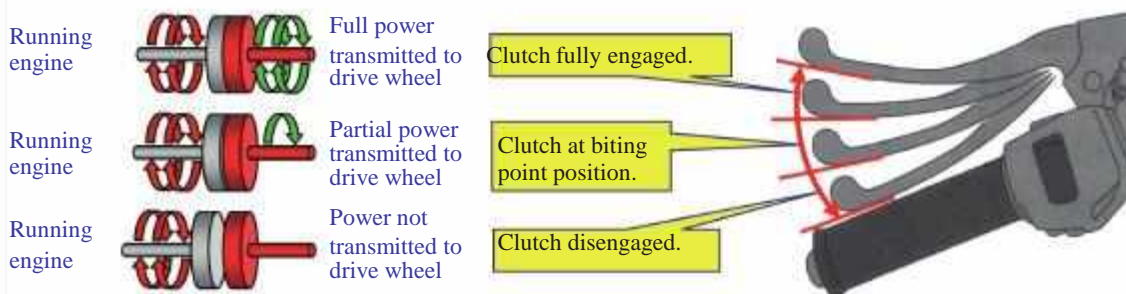 Running
engine
Full power
transmitted to
drive wheel
Clutch fully engaged.
Running
engine
Partial power
transmitted to
drive wheel
Clutch at biting
point position.
Running
engine
Power not
transmitted to
drive wheel
Clutch disengaged.